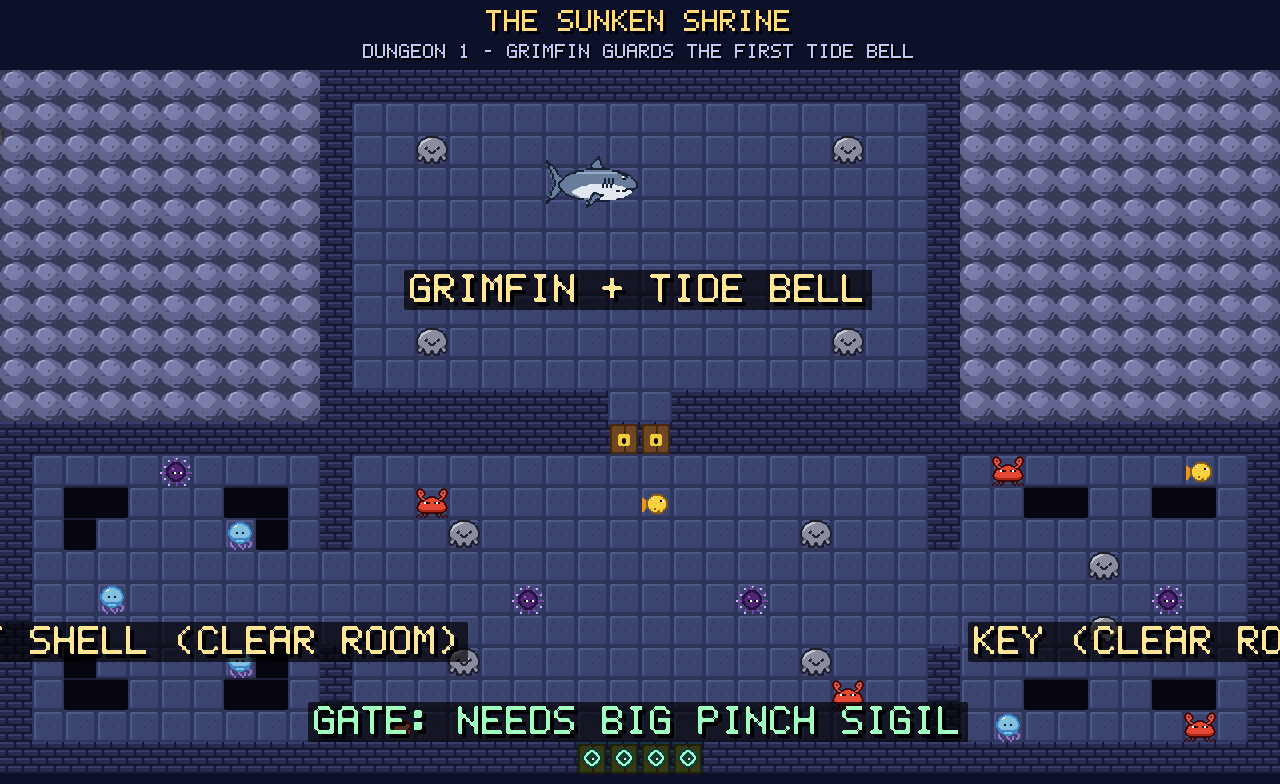 THE SUNKEN SHRINE
DUNGEON 1 - GRIMFIN GUARDS THE FIRST TIDE BELL
GRIMFIN + TIDE BELL
SHELL (CLEAR ROOM)
KEY (CLEAR RO
GATE: NEEDS BIG PINCH SIGIL